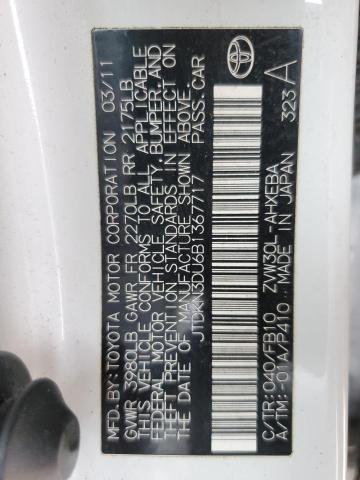 MFD.BY:TOYOTA MOTOR CORPORATION 03/11
GVWR 3980LB GAWR FR 2270LB RR 2175LB
THIS VEHICLE CONFORMS TO ALL APPLICABLE
FEDERAL MOTOR VEHICLE SAFETY,BUMPER,AND
THEFT PREVENTION STANDARDS IN EFFECT ON
THE DATE OF MANUFACTURE SHOWN ABOVE.
JTDKN3DU6B1367717 PASS.CAR
C/TR:040/FB10 ZVW30L-AHXEBA
A/TM:-01A/P410 MADE IN JAPAN 323 A
TOYOTA